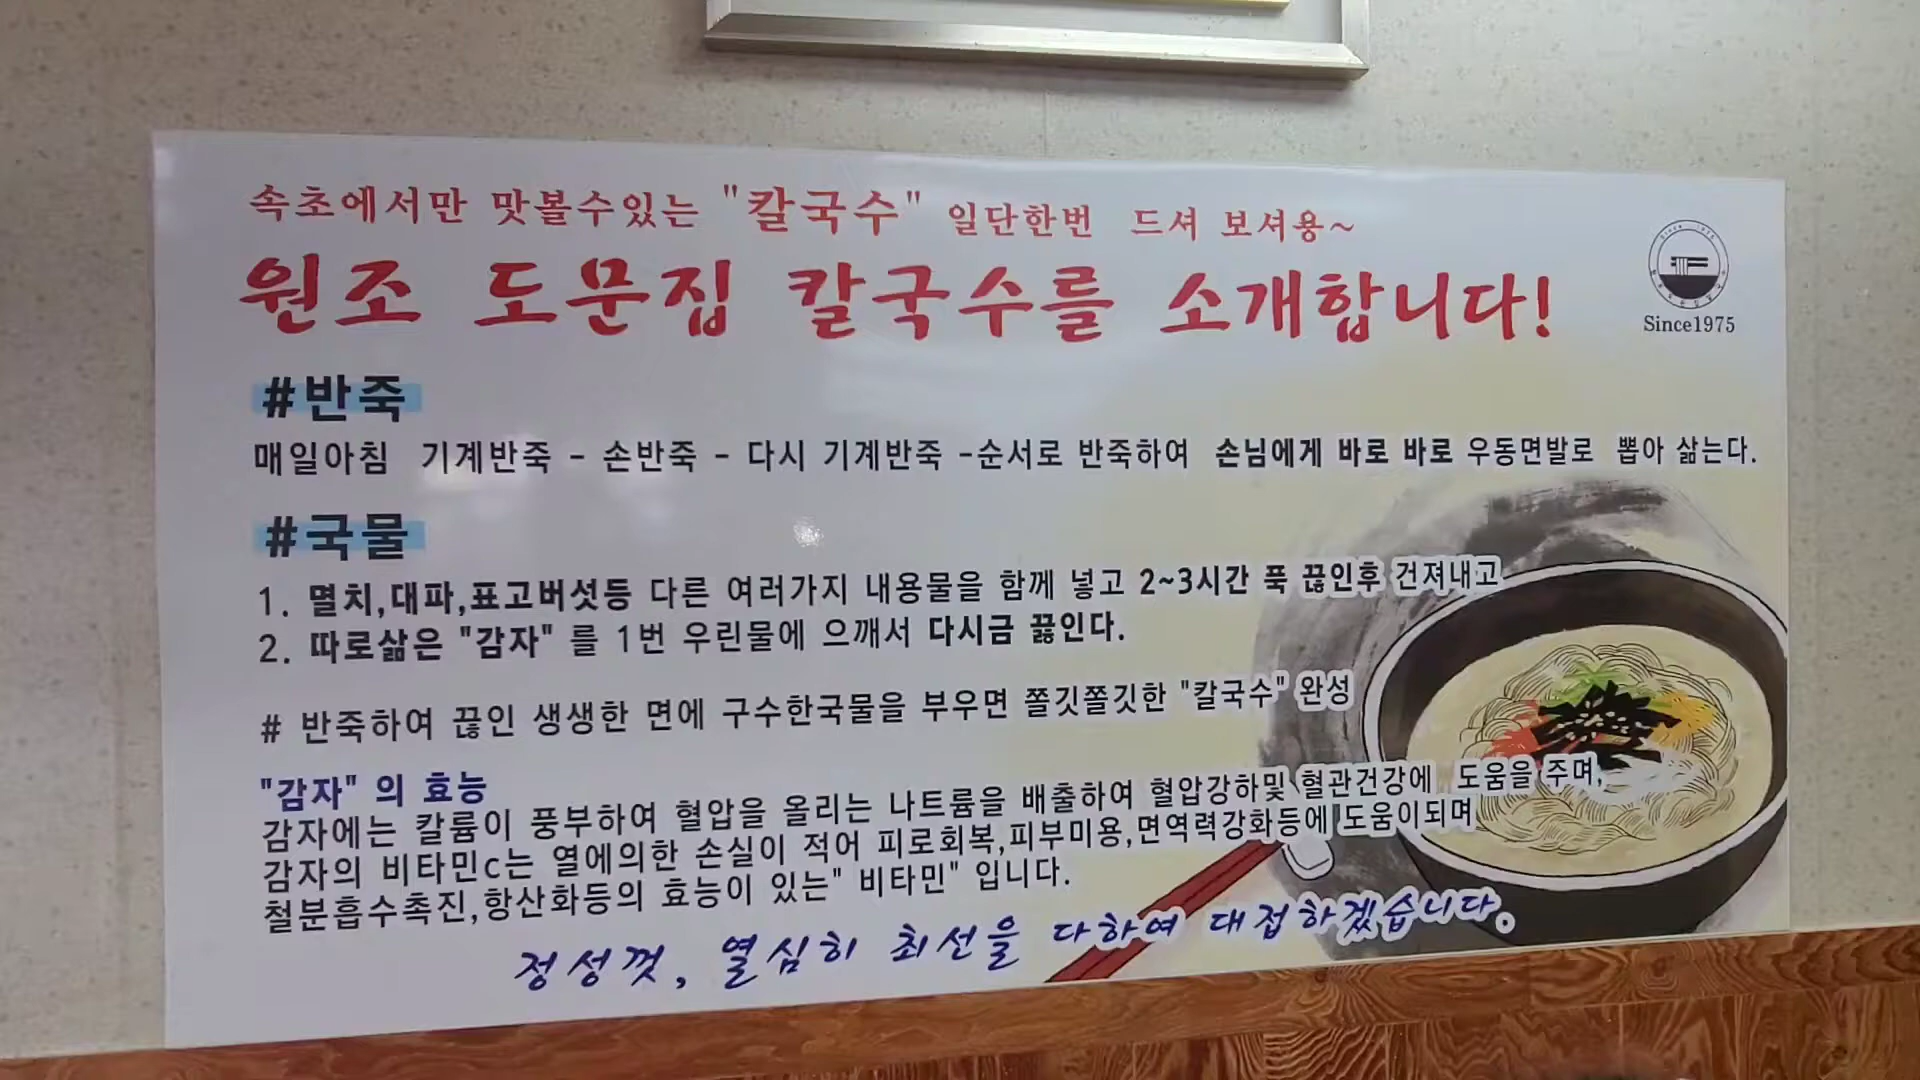 속초에서만 맛볼수있는 "칼국수" 일단한번 드셔 보셔용~
원조 도문집 칼국수를 소개합니다!
Since1975
#반죽
매일아침 기계반죽 - 손반죽 - 다시 기계반죽 -순서로 반죽하여 손님에게 바로 바로 우동면발로 뽑아 삶는다.
#국물
1. 멸치,대파,표고버섯등 다른 여러가지 내용물을 함께 넣고 2~3시간 푹 끊인후 건져내고
2. 따로삶은 "감자" 를 1번 우린물에 으깨서 다시금 끓인다.
# 반죽하여 끊인 생생한 면에 구수한국물을 부우면 쫄깃쫄깃한 "칼국수" 완성
"감자" 의 효능
감자에는 칼륨이 풍부하여 혈압을 올리는 나트륨을 배출하여 혈압강하및 혈관건강에 도움을 주며,
감자의 비타민c는 열에의한 손실이 적어 피로회복,피부미용,면역력강화등에 도움이되며
철분흡수촉진,항산화등의 효능이 있는" 비타민" 입니다.
정성껏, 열심히 최선을 다하여 대접하겠습니다.